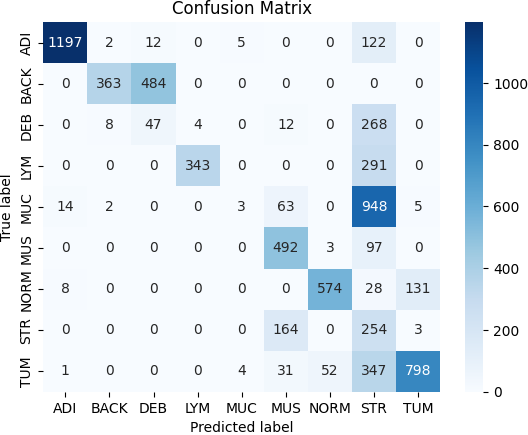 Confusion Matrix
True label
ADI 1197 2 12 0 5 0 0 122 0
BACK 0 363 484 0 0 0 0 0 0
DEB 0 8 47 4 0 12 0 268 0
LYM 0 0 0 343 0 0 0 291 0
MUC 14 2 0 0 3 63 0 948 5
MUS 0 0 0 0 0 492 3 97 0
NORM 8 0 0 0 0 0 574 28 131
STR 0 0 0 0 0 164 0 254 3
TUM 1 0 0 0 4 31 52 347 798
ADI BACK DEB LYM MUC MUS NORM STR TUM
Predicted label
1000
800
600
400
200
0